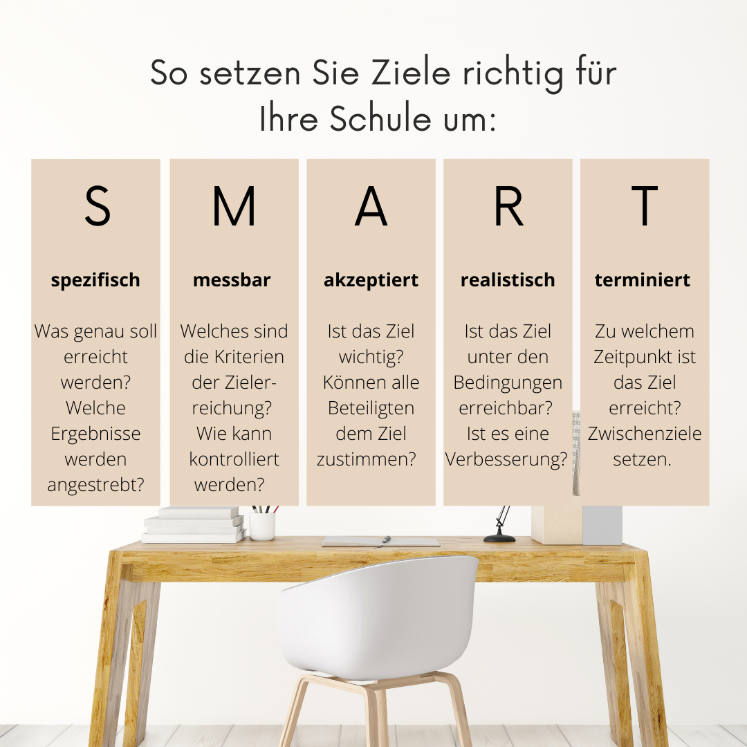 So setzen Sie Ziele richtig für
Ihre Schule um:
S
spezifisch
Was genau soll
erreicht
werden?
Welche
Ergebnisse
werden
angestrebt?
M
messbar
Welches sind
die Kriterien
der Zieler-
reichung?
Wie kann
kontrolliert
werden?
A
akzeptiert
Ist das Ziel
wichtig?
Können alle
Beteiligten
dem Ziel
zustimmen?
R
realistisch
Ist das Ziel
unter den
Bedingungen
erreichbar?
Ist es eine
Verbesserung?
T
terminiert
Zu welchem
Zeitpunkt ist
das Ziel
erreicht?
Zwischenziele
setzen.